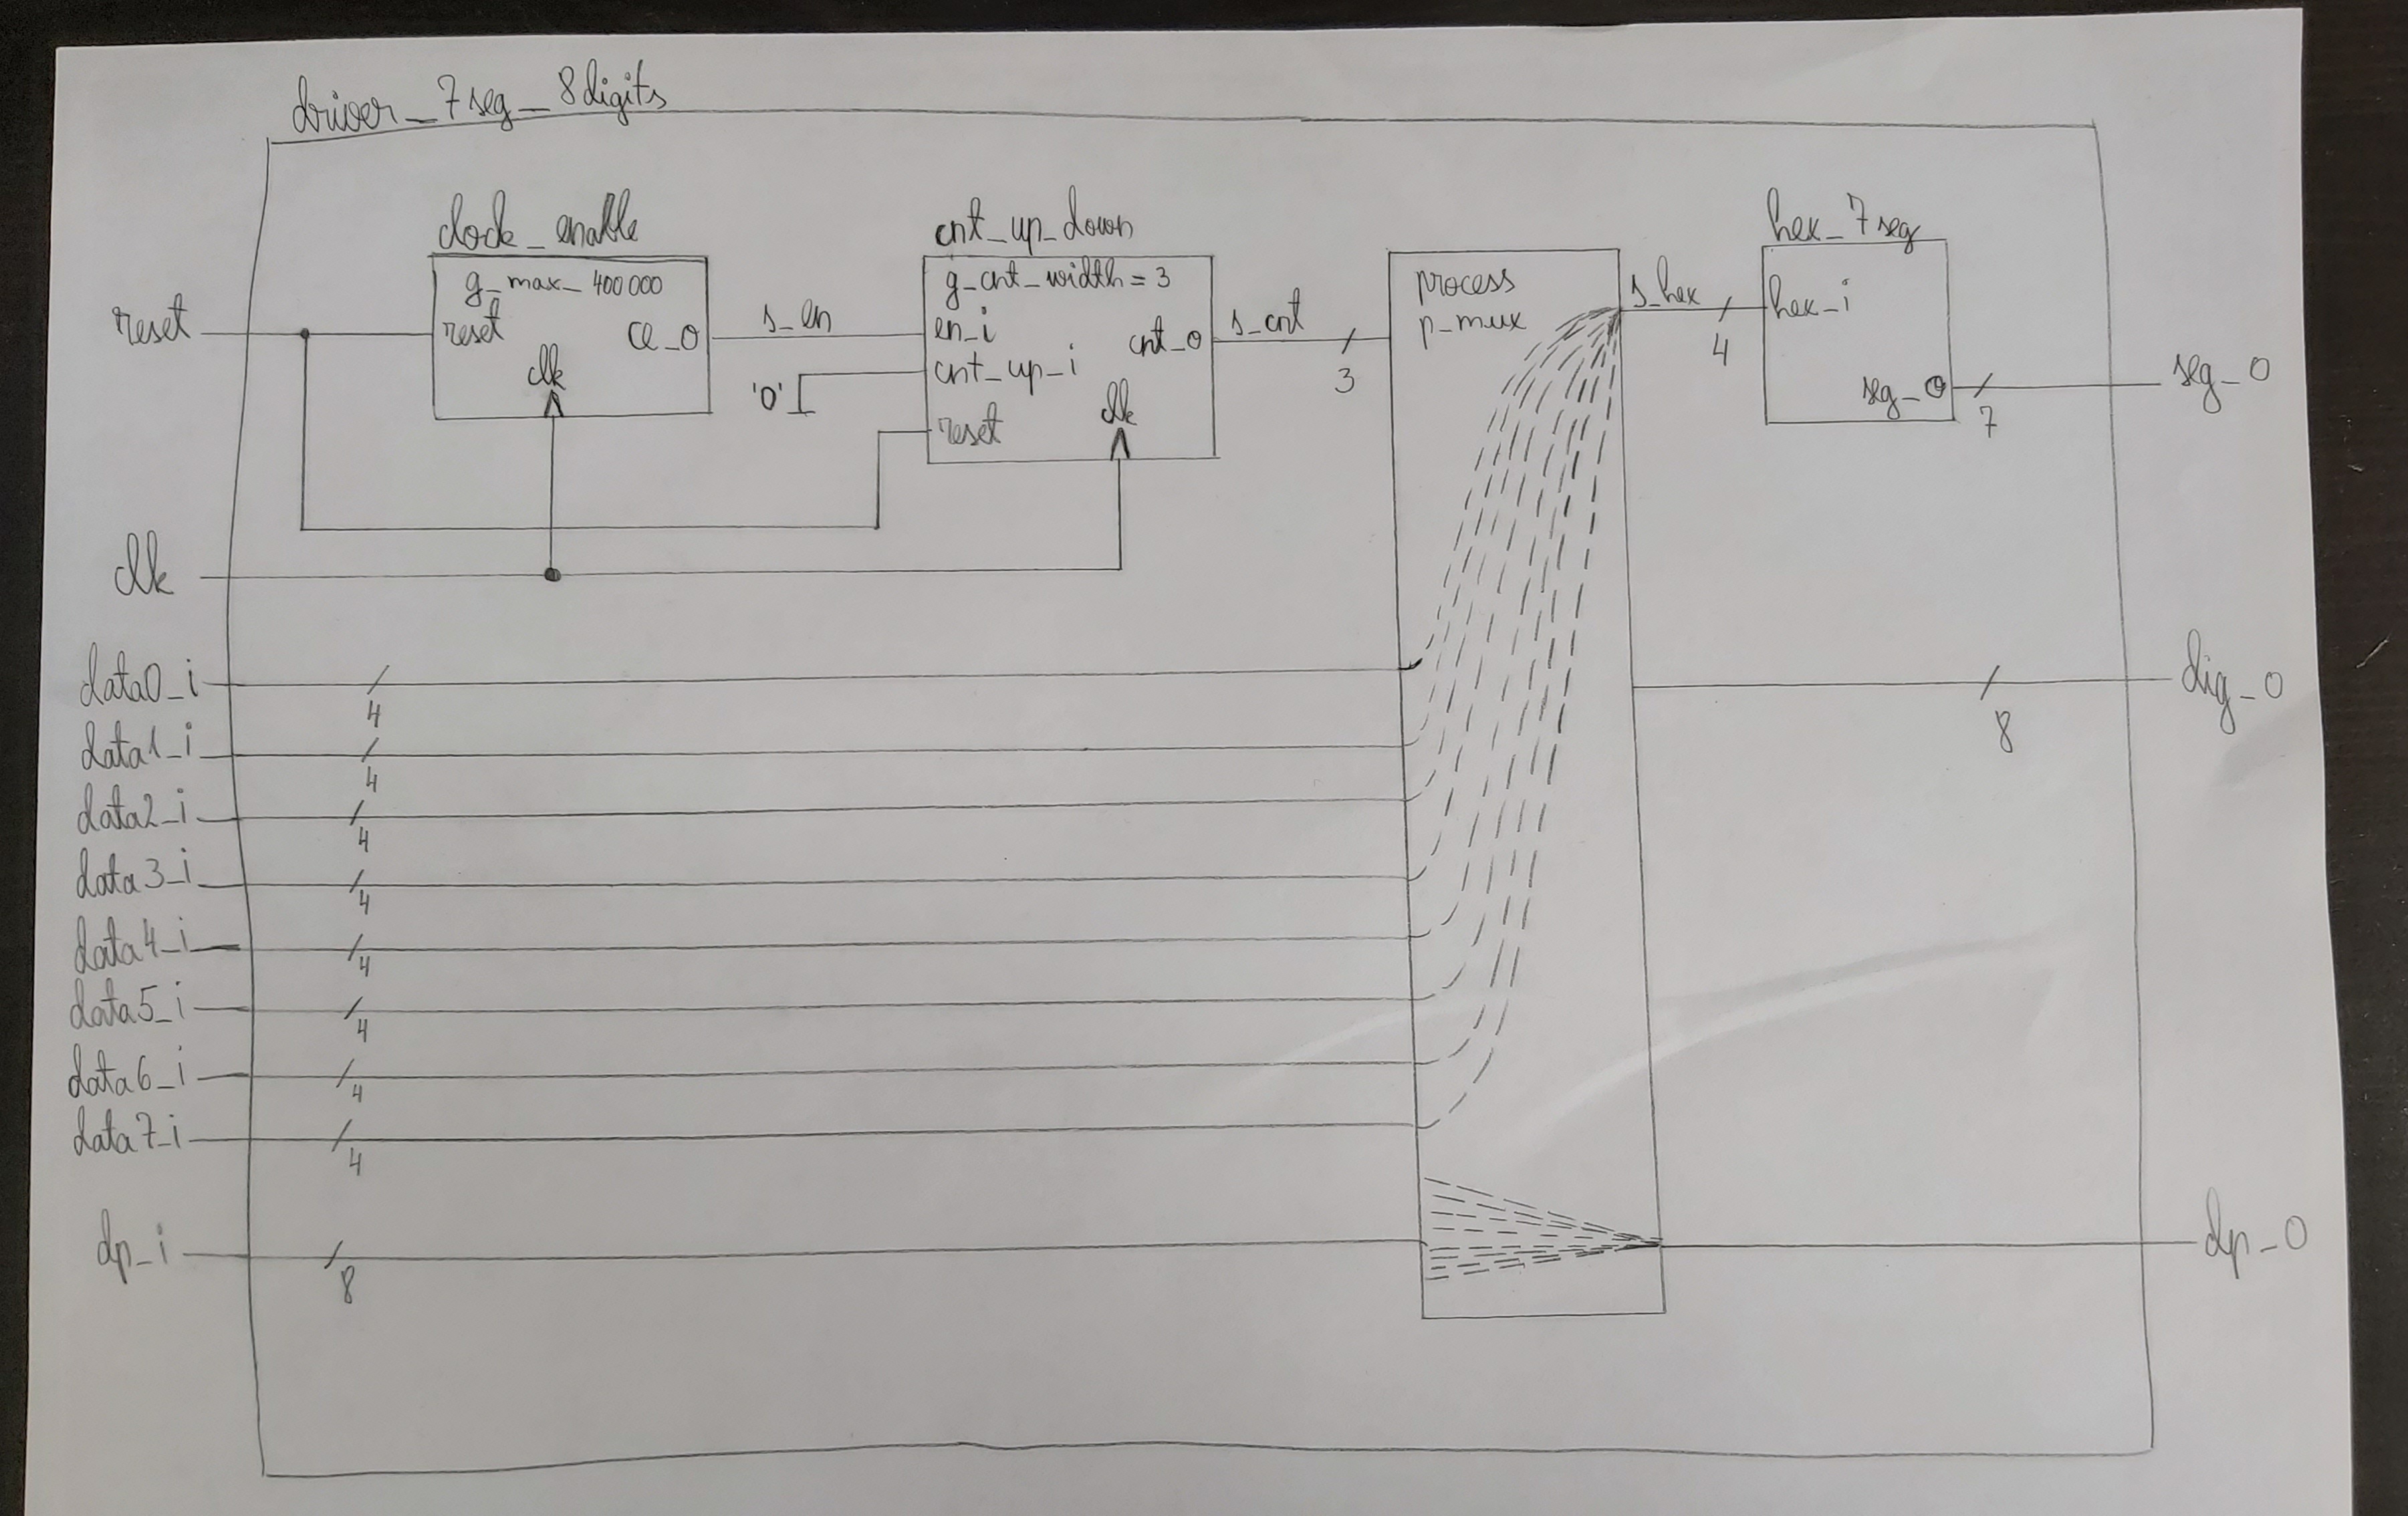 driver_7seg_8digits
clock_enable
g_max_400000
reset
ce_o
clk
s_en
cnt_up_down
g_cnt_width = 3
en_i
cnt_o
cnt_up_i
clk
reset
'0'
s_cnt
3
process
p_mux
s_hex
4
hex_7seg
hex_i
seg_o
7
reset
clk
seg_o
data0_i
4
data1_i
4
data2_i
4
data3_i
4
data4_i
4
data5_i
4
data6_i
4
data7_i
4
dp_i
8
dig_o
8
dp_o